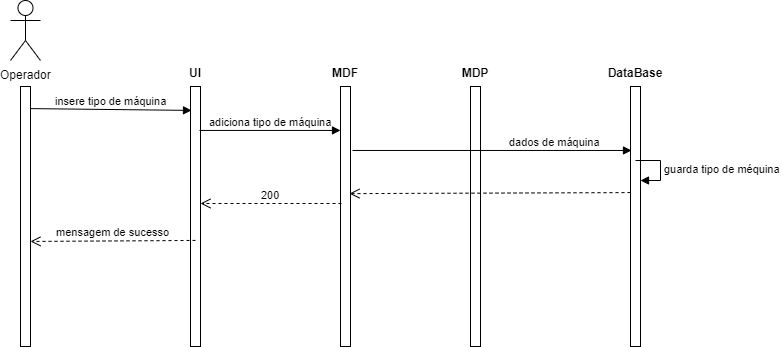 Operador
UI
MDF
MDP
DataBase
insere tipo de máquina
adiciona tipo de máquina
dados de máquina
guarda tipo de méquina
200
mensagem de sucesso